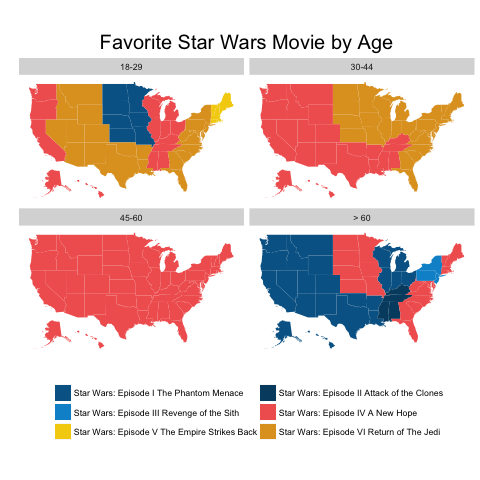 Favorite Star Wars Movie by Age
18-29
30-44
45-60
> 60
Star Wars: Episode I The Phantom Menace
Star Wars: Episode II Attack of the Clones
Star Wars: Episode III Revenge of the Sith
Star Wars: Episode IV A New Hope
Star Wars: Episode V The Empire Strikes Back
Star Wars: Episode VI Return of The Jedi